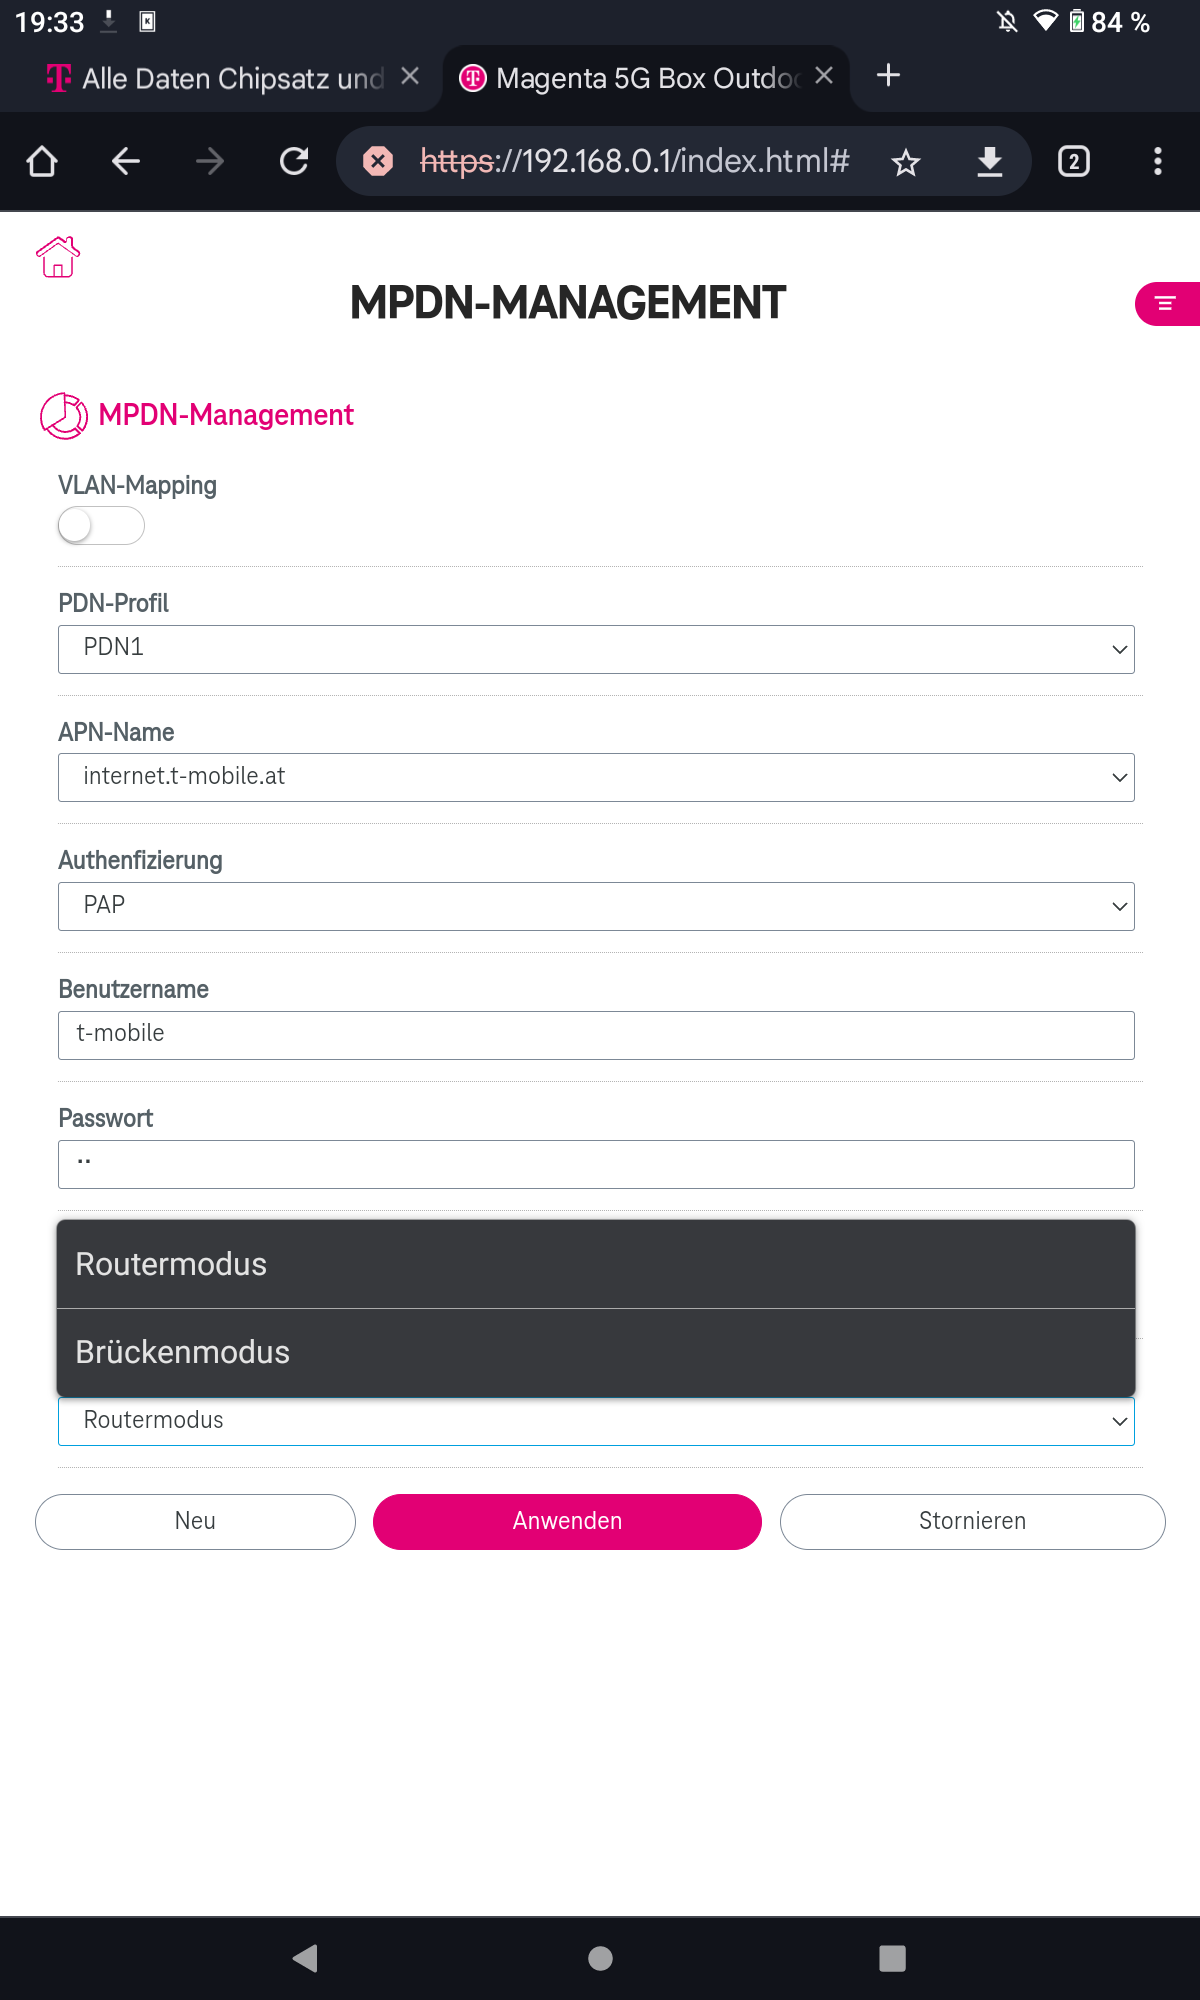 19:33
84 %
Alle Daten Chipsatz und
Magenta 5G Box Outdoo
https://192.168.0.1/index.html#
2
MPDN-MANAGEMENT
MPDN-Management
VLAN-Mapping
PDN-Profil
PDN1
APN-Name
internet.t-mobile.at
Authenfizierung
PAP
Benutzername
t-mobile
Passwort
Routermodus
Brückenmodus
Routermodus
Neu
Anwenden
Stornieren